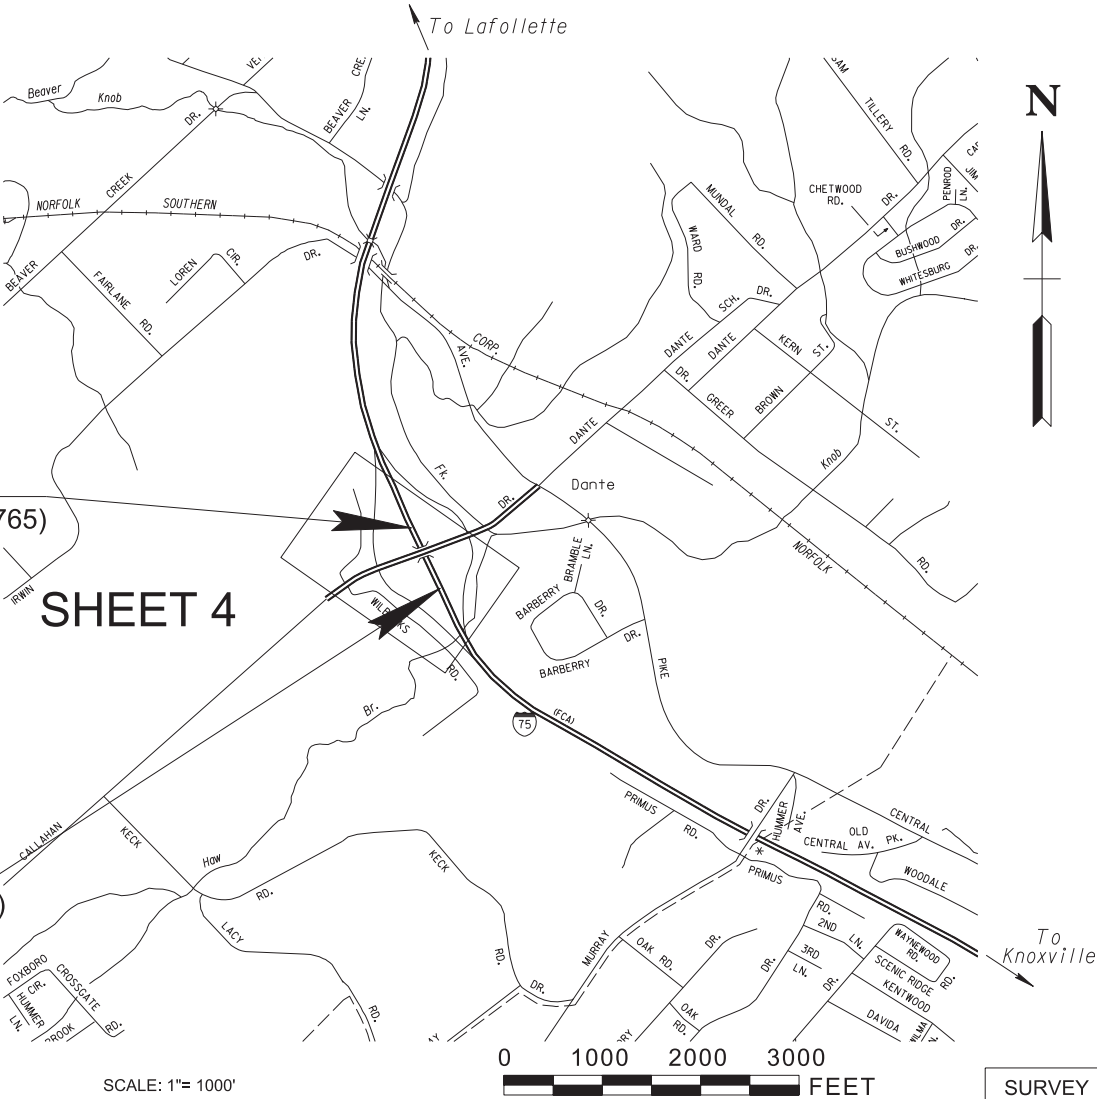 To Lafollette
N
Beaver
Knob
DR.
BEAVER
LN.
CRE.
SAM
TILLERY
RD.
CREEK
NORFOLK
SOUTHERN
BEAVER
FAIRLANE
RD.
LOREN
CIR.
DR.
CHETWOOD
RD.
DR.
PENROD
LN.
JIM
BUSHWOOD
DR.
WHITESBURG
DR.
MUNDAL
RD.
WARD
RD.
SCH.
DR.
DANTE
DANTE
DR.
KERN
ST.
GREER
BROWN
ST.
CORP.
AVE.
DANTE
Knob
Fk.
DR.
Dante
765)
NORFOLK
RD.
IRWIN
SHEET 4
WILBANKS
RD.
BRAMBLE
LN.
BARBERRY
DR.
DR.
BARBERRY
PIKE
Br.
75
(FCA)
PRIMUS
RD.
DR.
HUMMER
AVE.
CENTRAL
OLD
CENTRAL AV.
PK.
*
PRIMUS
WOODALE
CALLAHAN
KECK
Haw
RD.
KECK
RD.
LACY
RD.
MURRAY
DR.
OAK
RD.
DR.
OAK
RD.
RD.
2ND
LN.
3RD
LN.
DR.
DR.
WAYNEWOOD
RD.
SCENIC RIDGE
RD.
KENTWOOD
DAVIDA
WILMA
To
Knoxville
)
FOXBORO
CIR.
HUMMER
LN.
CROSSGATE
RD.
BROOK
SCALE: 1"= 1000'
0 1000 2000 3000
FEET
SURVEY